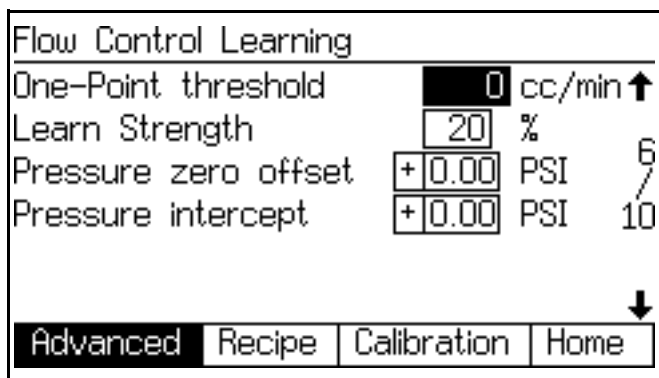 Flow Control Learning
One-Point threshold 0 cc/min ↑
Learn Strength 20 %
Pressure zero offset + 0.00 PSI
Pressure intercept + 0.00 PSI
6/10
↓
Advanced Recipe Calibration Home